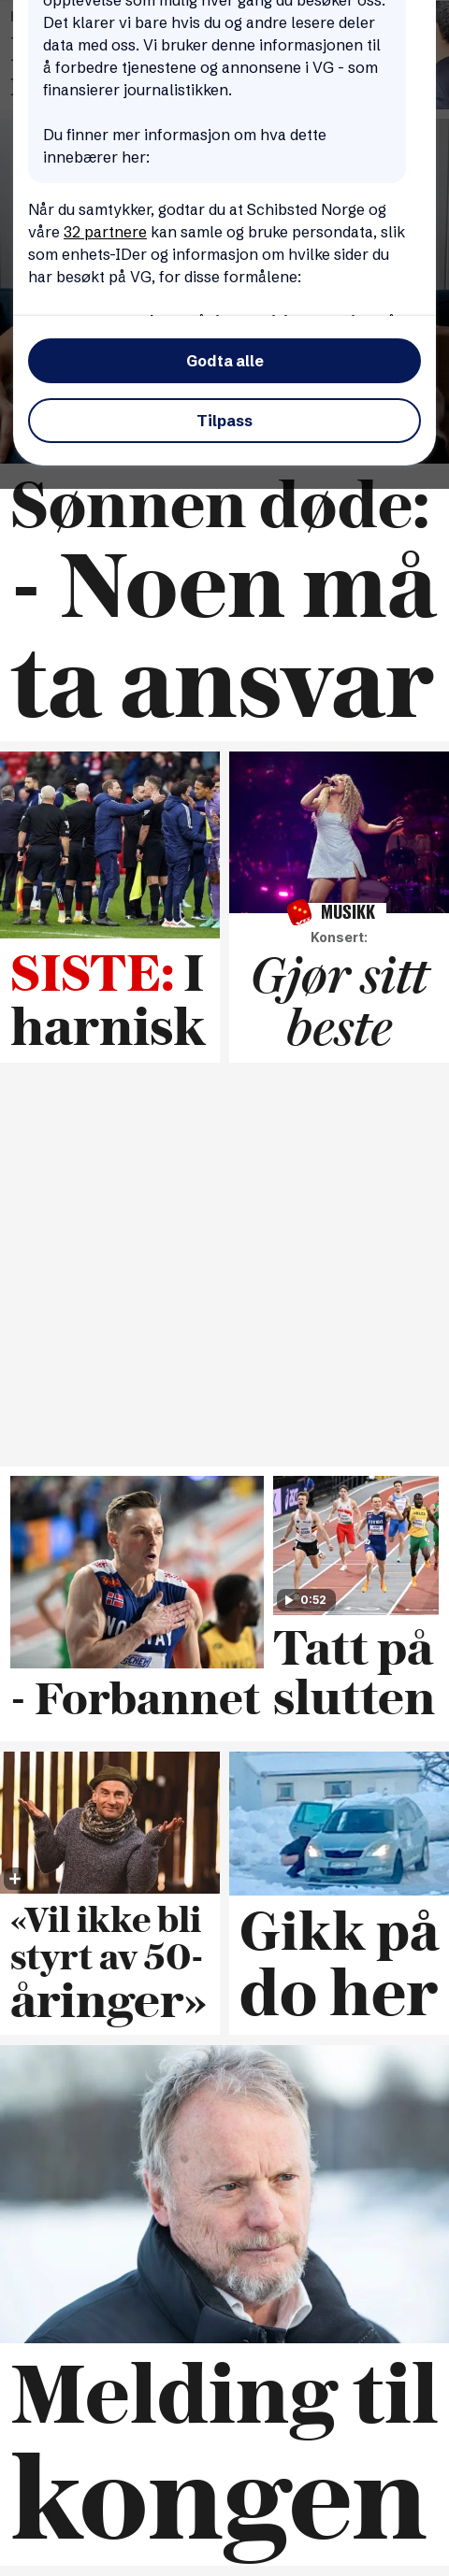 opplevelse som mulig hver gang du besøker oss.
Det klarer vi bare hvis du og andre lesere deler
data med oss. Vi bruker denne informasjonen til
å forbedre tjenestene og annonsene i VG - som
finansierer journalistikken.
Du finner mer informasjon om hva dette
innebærer her:
Når du samtykker, godtar du at Schibsted Norge og
våre 32 partnere kan samle og bruke persondata, slik
som enhets-IDer og informasjon om hvilke sider du
har besøkt på VG, for disse formålene:
Godta alle
Tilpass
Sønnen døde:
- Noen må
ta ansvar
SISTE: I
harnisk
MUSIKK
Konsert:
Gjør sitt
beste
- Forbannet
0:52
Tatt på
slutten
«Vil ikke bli
styrt av 50-
åringer»
Gikk på
do her
Melding til
kongen